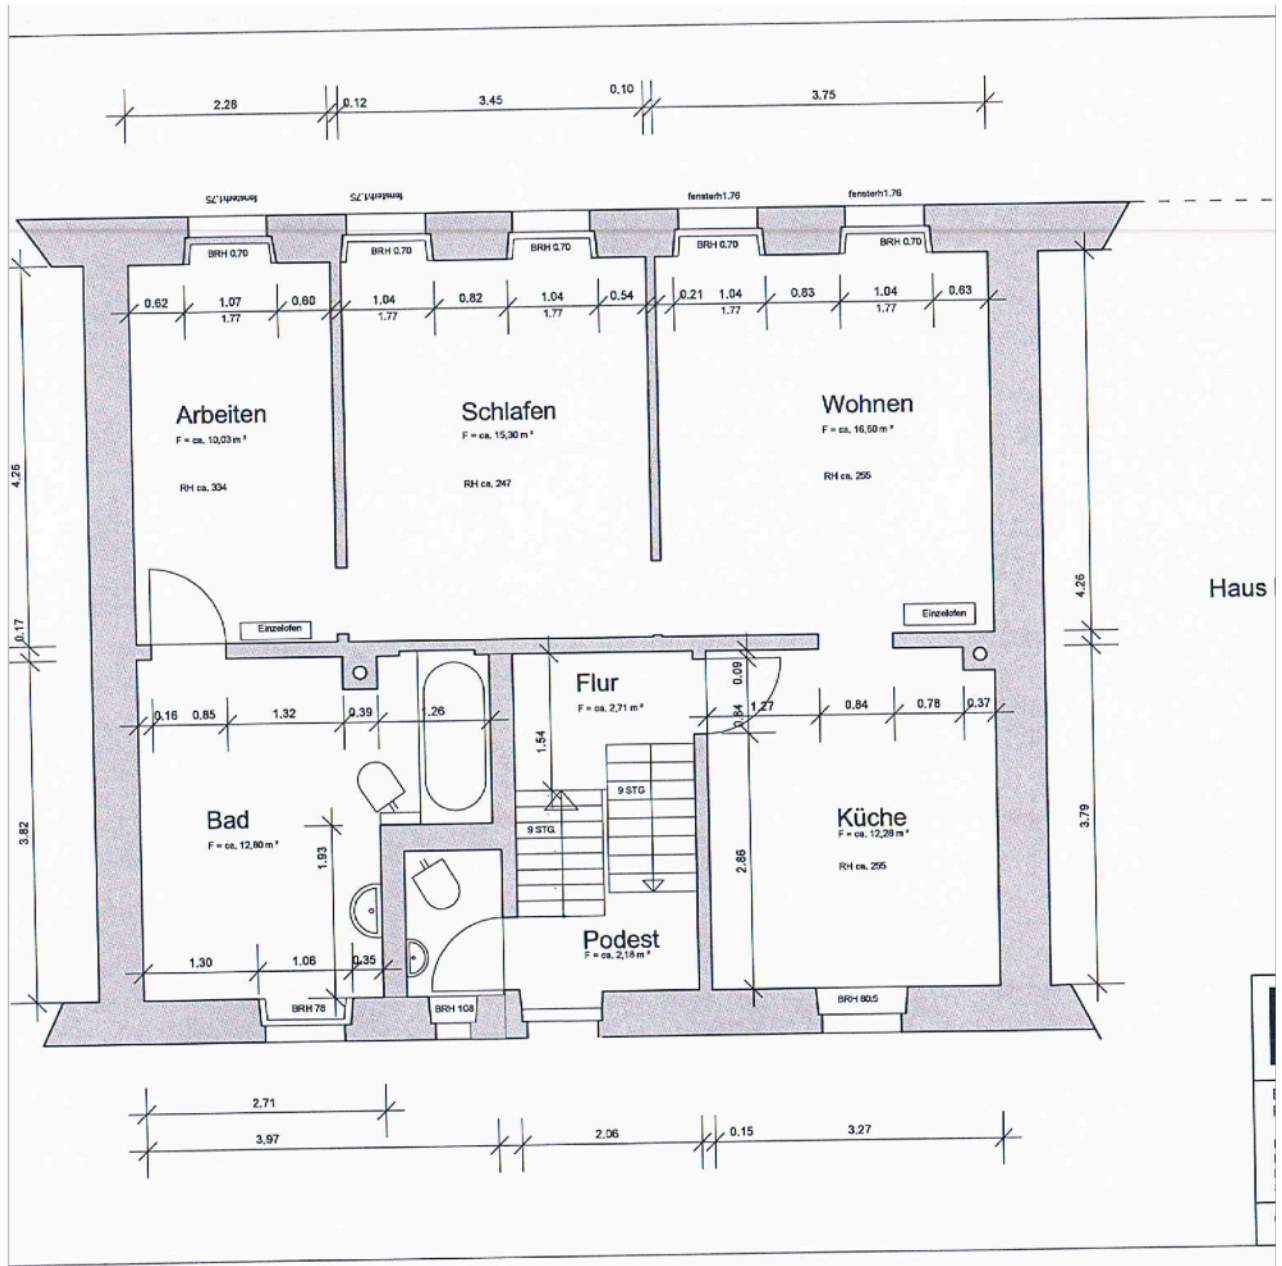 2.28
0.12
3.45
0.10
3.75
fensterh1.75
fensterh1.75
fensterh1.76
fensterh1.76
BRH 0.70
BRH 0.70
BRH 0.70
BRH 0.70
BRH 0.70
0.62
1.07
0.60
1.04
0.82
1.04
0.54
0.21
1.04
0.83
1.04
0.63
1.77
1.77
1.77
1.77
1.77
Arbeiten
F = ca. 10,03 m²
RH ca. 334
Schlafen
F = ca. 15,30 m²
RH ca. 247
Wohnen
F = ca. 16,60 m²
RH ca. 255
4.26
4.26
Haus
Einzelofen
Einzelofen
0.17
Flur
F = ca. 2,71 m²
0.09
0.16
0.85
1.32
0.39
1.26
1.54
0.84
1.27
0.84
0.78
0.37
9 STG
9 STG.
Bad
F = ca. 12,80 m²
Küche
F = ca. 12,28 m²
RH ca. 255
3.82
1.93
2.86
3.79
Podest
F = ca. 2,18 m²
1.30
1.06
0.35
BRH 78
BRH 108
BRH 80.5
2.71
3,97
2.06
0.15
3,27